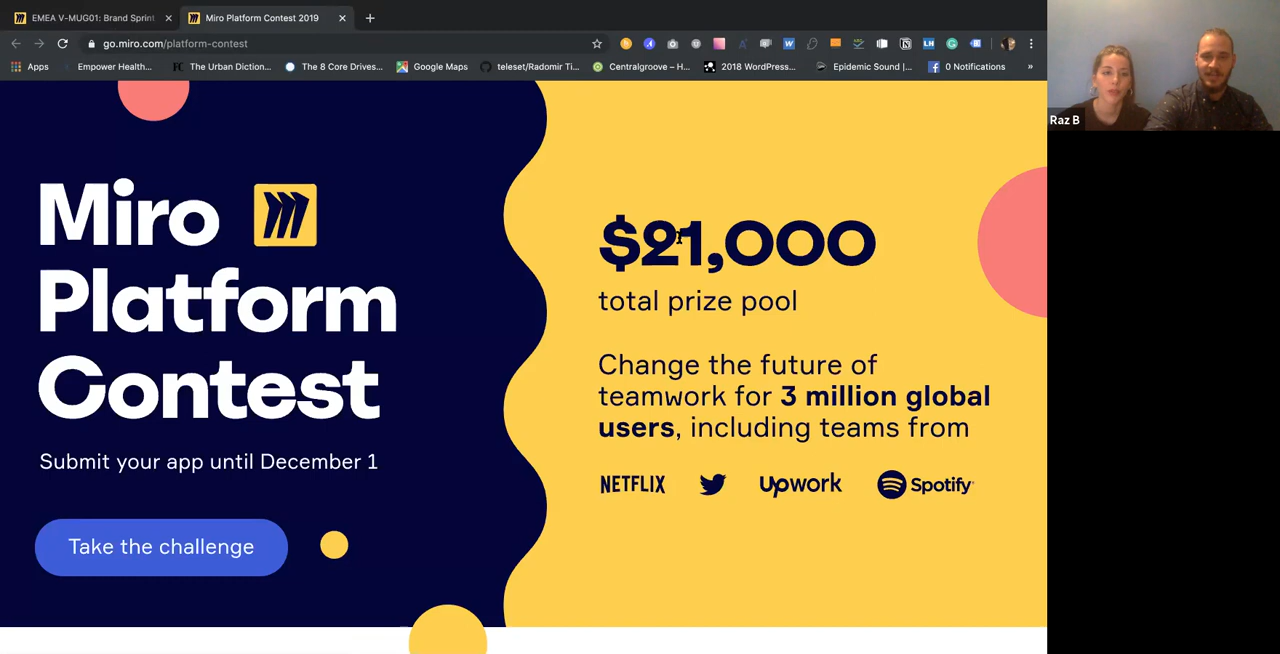 EMEA V-MUG01: Brand Sprint
Miro Platform Contest 2019
go.miro.com/platform-contest
Apps
Empower Health...
The Urban Diction...
The 8 Core Drives...
Google Maps
teleset/Radomir Ti...
Centralgroove – H...
2018 WordPress...
Epidemic Sound |...
0 Notifications
»
Raz B
Miro
Platform
Contest
Submit your app until December 1
Take the challenge
$21,000
total prize pool
Change the future of
teamwork for 3 million global
users, including teams from
NETFLIX
Upwork
Spotify